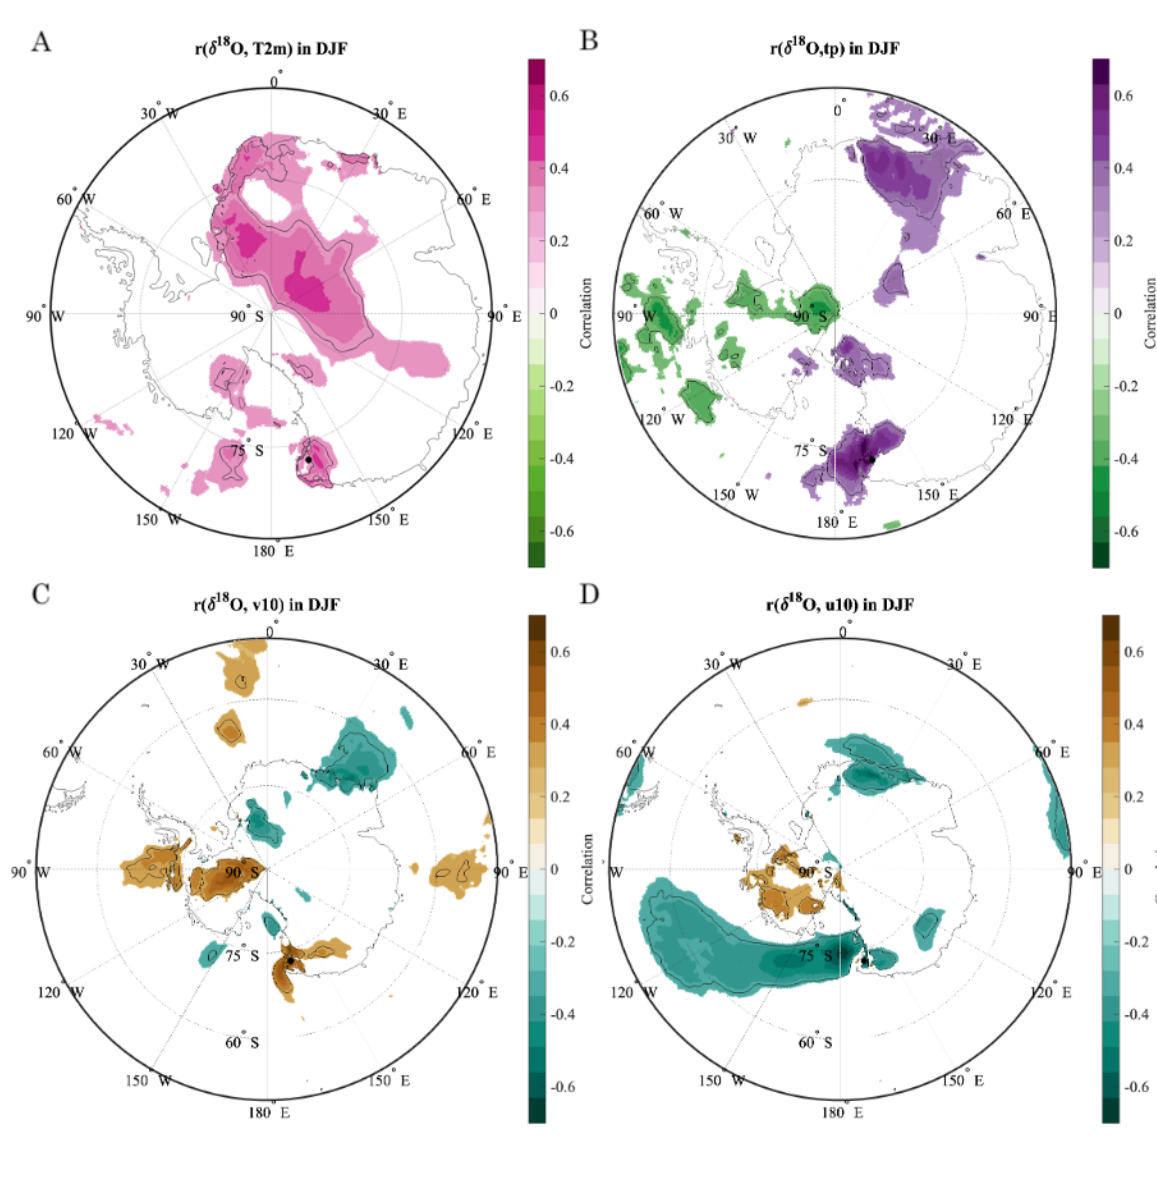 A
r(δ¹⁸O, T2m) in DJF
0°
30° W
30° E
60° W
60° E
90° W
90° S
90° E
120° W
120° E
75° S
150° W
150° E
180° E
0.6
0.4
0.2
0
-0.2
-0.4
-0.6
Correlation
B
r(δ¹⁸O,tp) in DJF
0°
30° W
30° E
60° W
60° E
90° W
90° S
90° E
120° W
120° E
75° S
150° W
150° E
180° E
0.6
0.4
0.2
0
-0.2
-0.4
-0.6
Correlation
C
r(δ¹⁸O, v10) in DJF
0°
30° W
30° E
60° W
60° E
90° W
90° S
90° E
75° S
120° W
120° E
60° S
150° W
150° E
180° E
0.6
0.4
0.2
0
-0.2
-0.4
-0.6
Correlation
D
r(δ¹⁸O, u10) in DJF
0°
30° W
30° E
60° W
60° E
W
90° S
90° E
75° S
120° W
120° E
60° S
150° W
150° E
180° E
0.6
0.4
0.2
0
-0.2
-0.4
-0.6